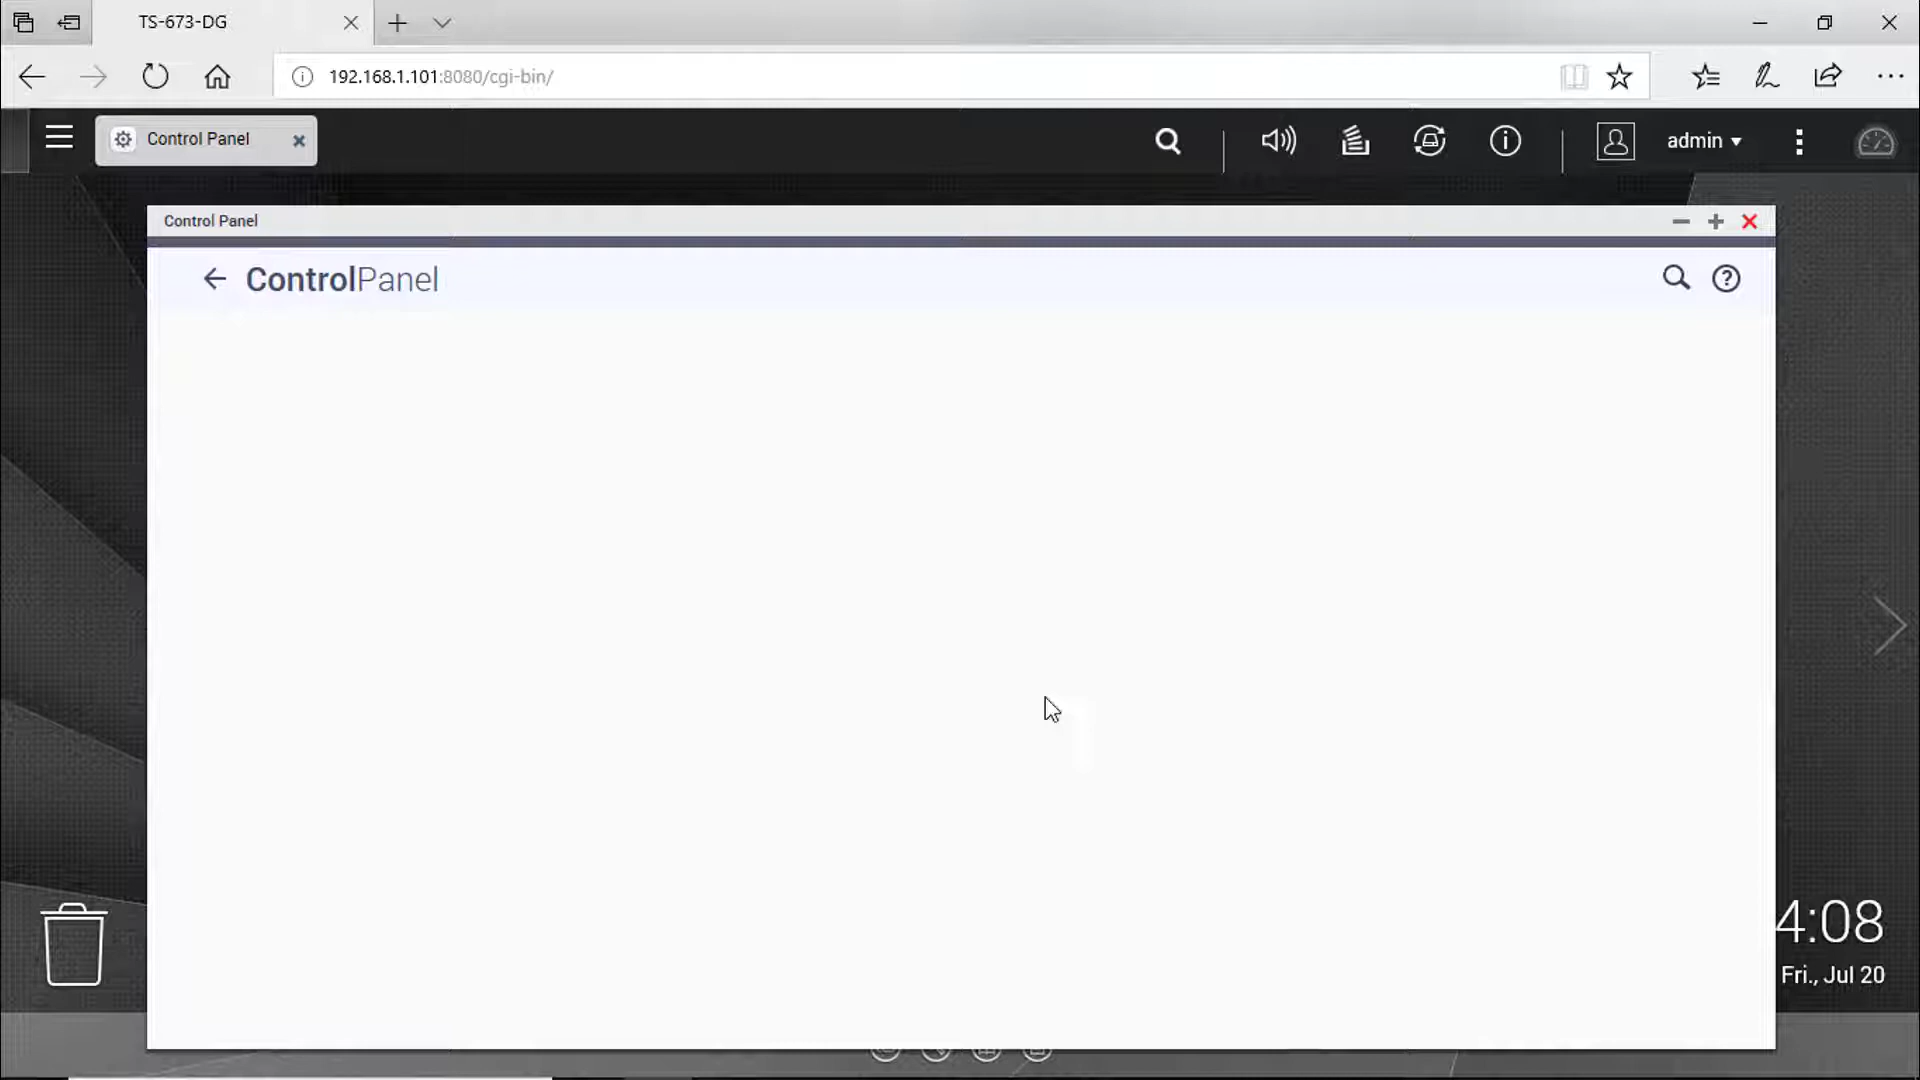 TS-673-DG
192.168.1.101:8080/cgi-bin/
Control Panel
admin
Control Panel
ControlPanel
4:08
Fri., Jul 20